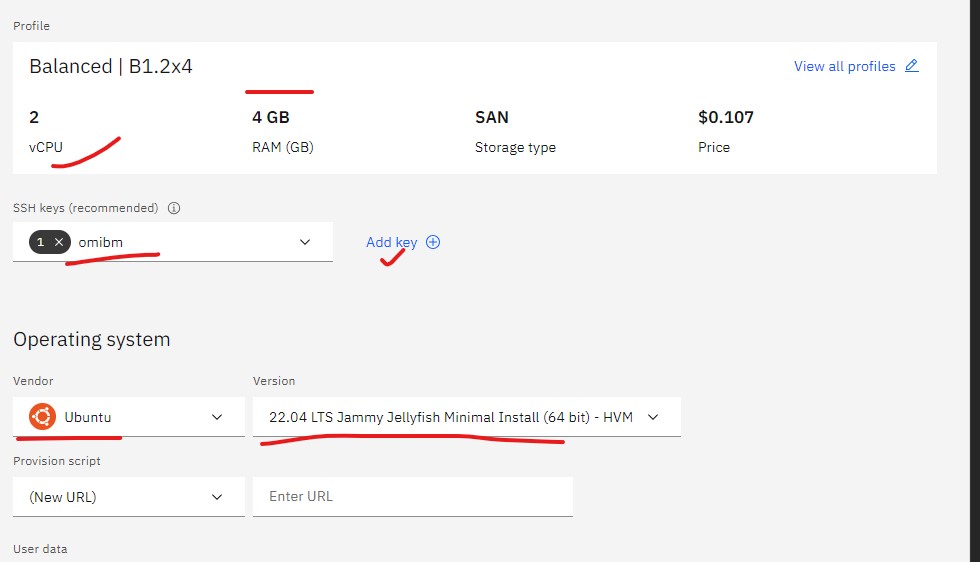 Profile
Balanced | B1.2x4
View all profiles
2
4 GB
SAN
$0.107
vCPU
RAM (GB)
Storage type
Price
SSH keys (recommended)
1 × omibm
Add key
Operating system
Vendor
Version
Ubuntu
22.04 LTS Jammy Jellyfish Minimal Install (64 bit) - HVM
Provision script
(New URL)
Enter URL
User data